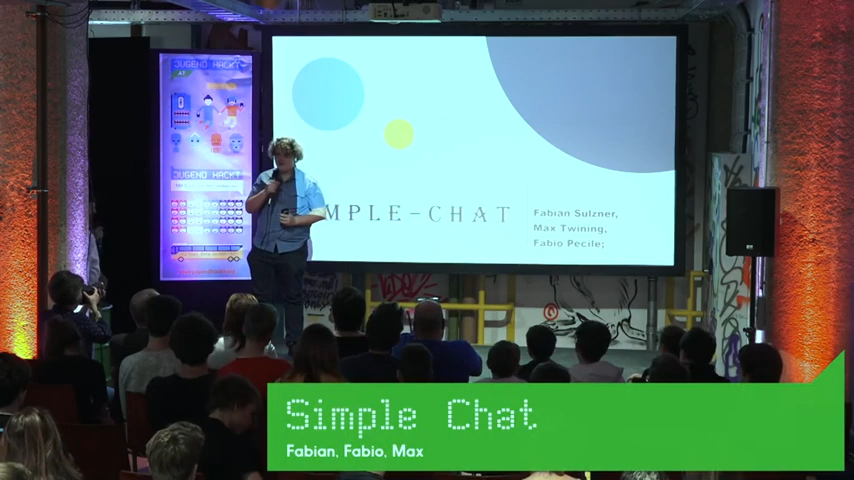 JUGEND HACKT
JUGEND HACKT
MPLE-CHAT
Fabian Sulzner,
Max Twining,
Fabio Pecile;
Simple Chat
Fabian, Fabio, Max